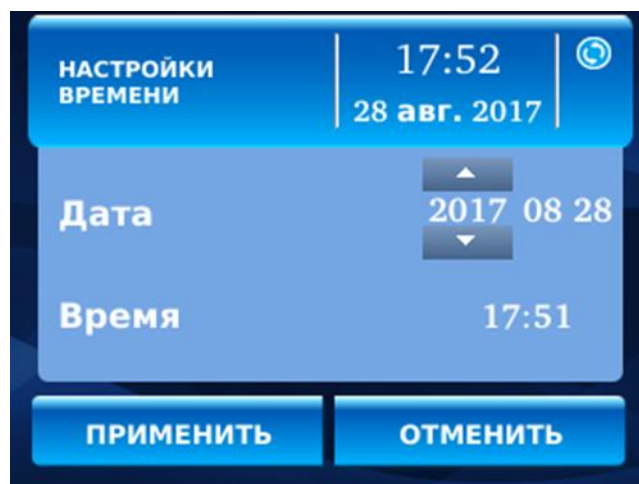 НАСТРОЙКИ
ВРЕМЕНИ
17:52
28 авг. 2017
Дата
2017 08 28
Время
17:51
ПРИМЕНИТЬ
ОТМЕНИТЬ